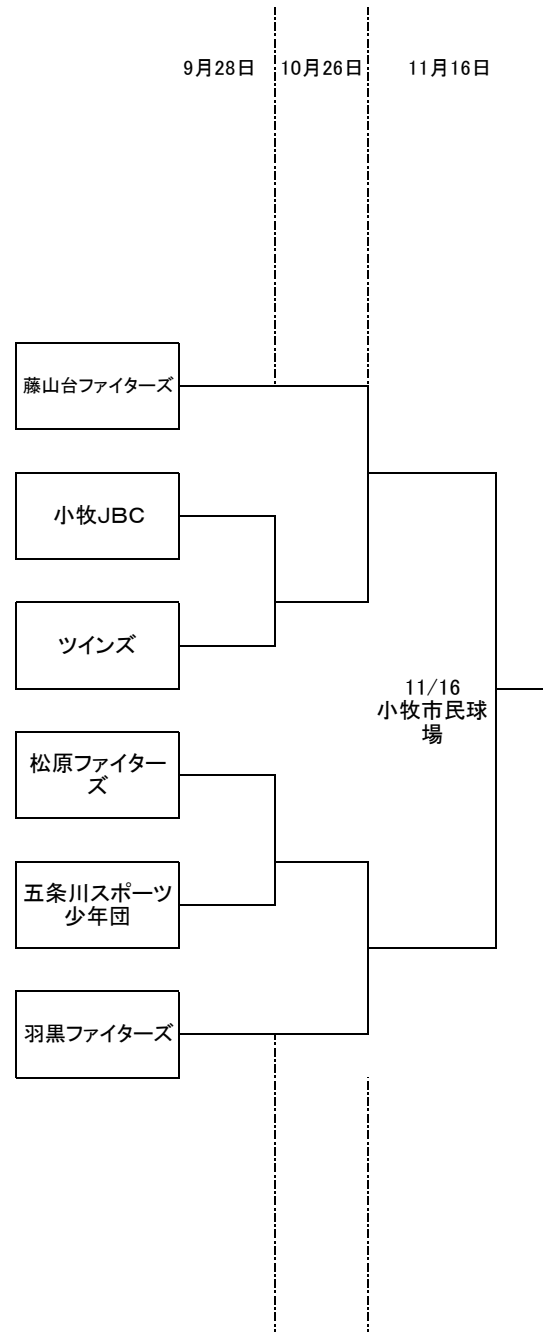 9月28日 10月26日 11月16日
藤山台ファイターズ
小牧JBC
ツインズ
11/16
小牧市民球
場
松原ファイター
ズ
五条川スポーツ
少年団
羽黒ファイターズ